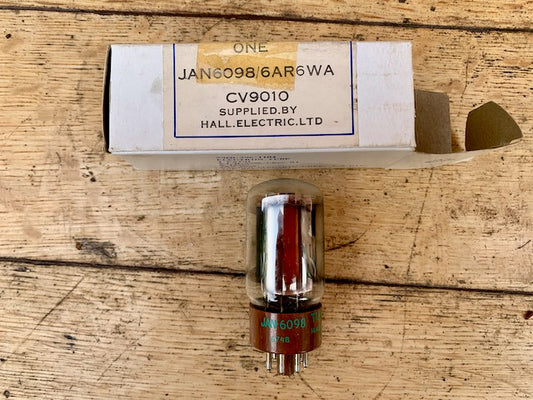 ONE
JAN6098/6AR6WA
CV9010
SUPPLIED.BY
HALL.ELECTRIC.LTD
JAN6098